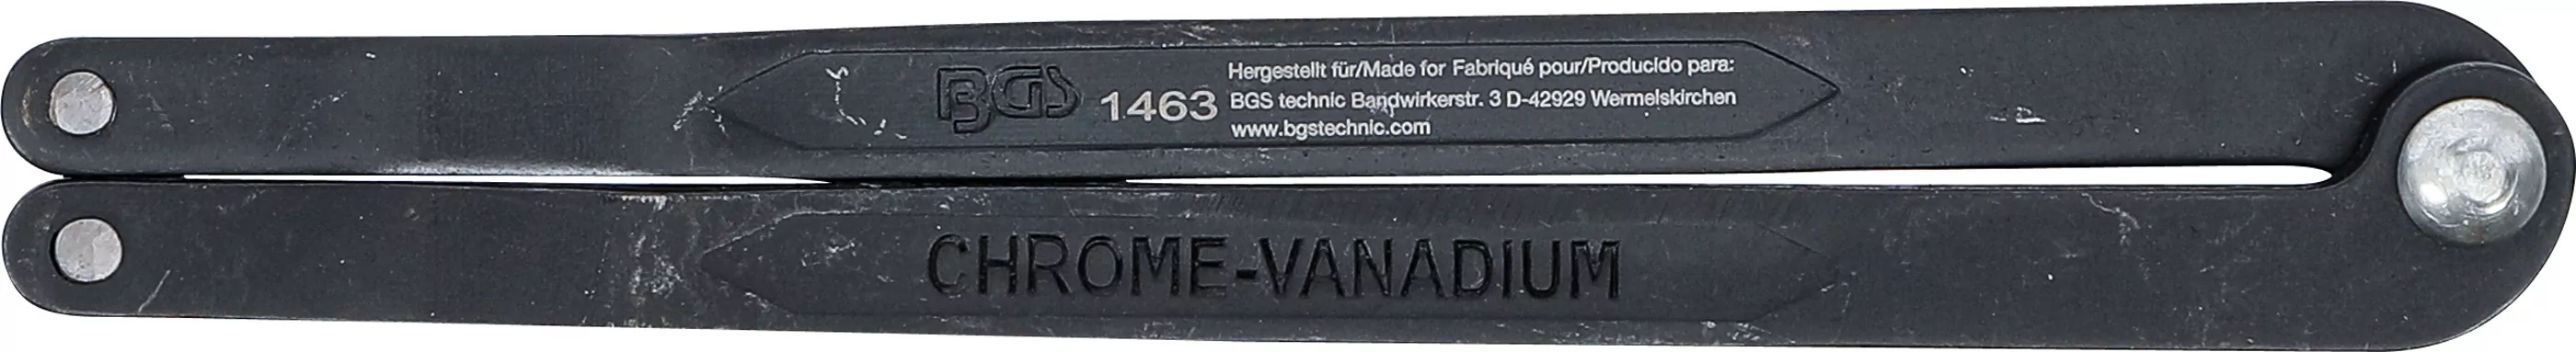 BGS
1463
Hergestellt für/Made for Fabriqué pour/Producido para:
BGS technic Bandwirkerstr. 3 D-42929 Wermelskirchen
www.bgstechnic.com
CHROME-VANADIUM